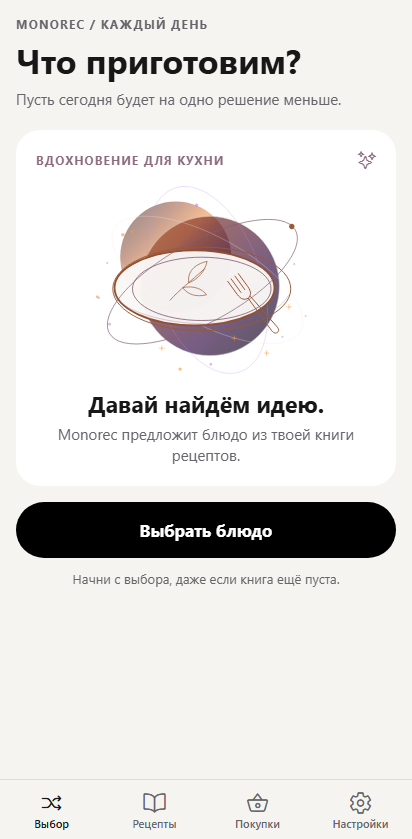 MONOREC / КАЖДЫЙ ДЕНЬ
Что приготовим?
Пусть сегодня будет на одно решение меньше.
ВДОХНОВЕНИЕ ДЛЯ КУХНИ
Давай найдём идею.
Monorec предложит блюдо из твоей книги
рецептов.
Выбрать блюдо
Начни с выбора, даже если книга ещё пуста.
Выбор
Рецепты
Покупки
Настройки